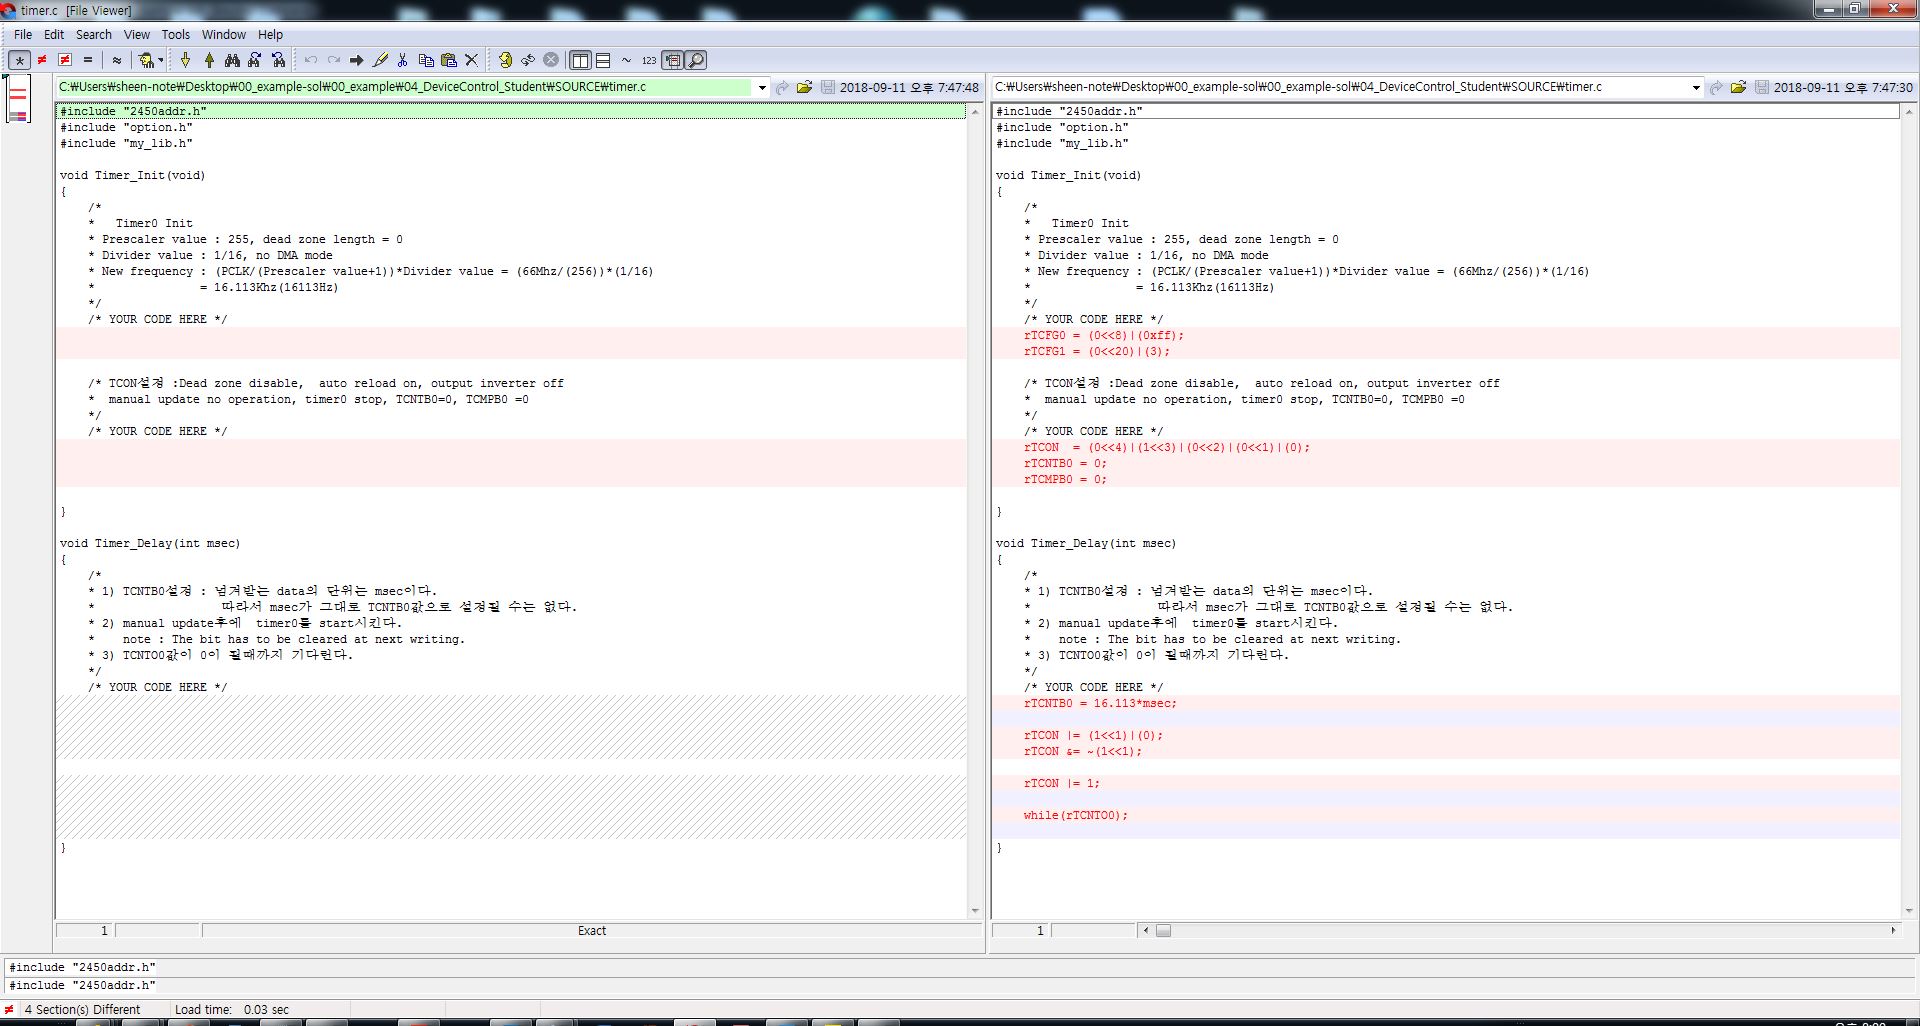 timer.c [File Viewer]
File Edit Search View Tools Window Help
123
C:₩Users₩sheen-note₩Desktop₩00_example-sol₩00_example₩04_DeviceControl_Student₩SOURCE₩timer.c
2018-09-11 오후 7:47:48
#include "2450addr.h"
#include "option.h"
#include "my_lib.h"
void Timer_Init(void)
{
/*
* Timer0 Init
* Prescaler value : 255, dead zone length = 0
* Divider value : 1/16, no DMA mode
* New frequency : (PCLK/(Prescaler value+1))*Divider value = (66Mhz/(256))*(1/16)
* = 16.113Khz(16113Hz)
*/
/* YOUR CODE HERE */
/* TCON설정 :Dead zone disable, auto reload on, output inverter off
* manual update no operation, timer0 stop, TCNTB0=0, TCMPB0 =0
*/
/* YOUR CODE HERE */
}
void Timer_Delay(int msec)
{
/*
* 1) TCNTB0설정 : 넘겨받는 data의 단위는 msec이다.
* 따라서 msec가 그대로 TCNTB0값으로 설정될 수는 없다.
* 2) manual update후에 timer0를 start시킨다.
* note : The bit has to be cleared at next writing.
* 3) TCNTO0값이 0이 될때까지 기다린다.
*/
/* YOUR CODE HERE */
}
1
Exact
C:₩Users₩sheen-note₩Desktop₩00_example-sol₩00_example-sol₩04_DeviceControl_Student₩SOURCE₩timer.c
2018-09-11 오후 7:47:30
#include "2450addr.h"
#include "option.h"
#include "my_lib.h"
void Timer_Init(void)
{
/*
* Timer0 Init
* Prescaler value : 255, dead zone length = 0
* Divider value : 1/16, no DMA mode
* New frequency : (PCLK/(Prescaler value+1))*Divider value = (66Mhz/(256))*(1/16)
* = 16.113Khz(16113Hz)
*/
/* YOUR CODE HERE */
rTCFG0 = (0<<8)|(0xff);
rTCFG1 = (0<<20)|(3);
/* TCON설정 :Dead zone disable, auto reload on, output inverter off
* manual update no operation, timer0 stop, TCNTB0=0, TCMPB0 =0
*/
/* YOUR CODE HERE */
rTCON = (0<<4)|(1<<3)|(0<<2)|(0<<1)|(0);
rTCNTB0 = 0;
rTCMPB0 = 0;
}
void Timer_Delay(int msec)
{
/*
* 1) TCNTB0설정 : 넘겨받는 data의 단위는 msec이다.
* 따라서 msec가 그대로 TCNTB0값으로 설정될 수는 없다.
* 2) manual update후에 timer0를 start시킨다.
* note : The bit has to be cleared at next writing.
* 3) TCNTO0값이 0이 될때까지 기다린다.
*/
/* YOUR CODE HERE */
rTCNTB0 = 16.113*msec;
rTCON |= (1<<1)|(0);
rTCON &= ~(1<<1);
rTCON |= 1;
while(rTCNTO0);
}
1
#include "2450addr.h"
#include "2450addr.h"
4 Section(s) Different Load time: 0.03 sec